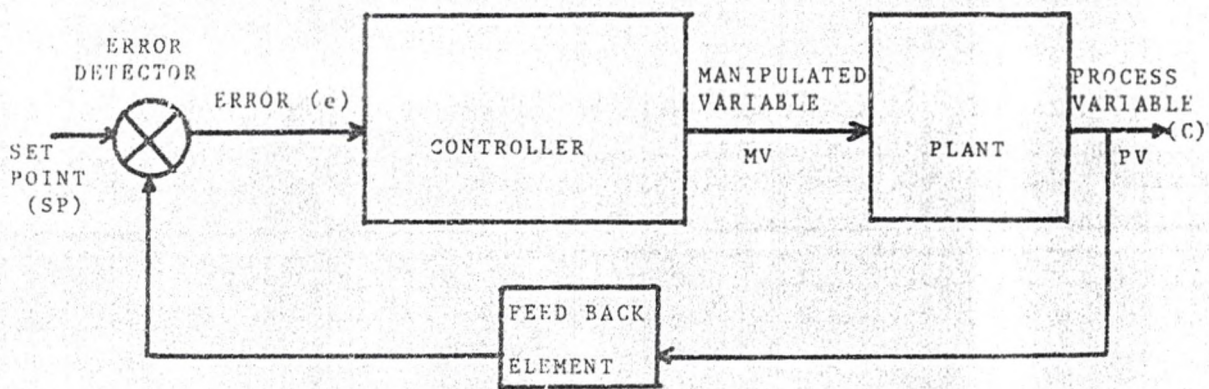 ERROR
DETECTOR
ERROR (e)
SET
POINT
(SP)
CONTROLLER
MANIPULATED
VARIABLE
MV
PLANT
PROCESS
VARIABLE
(C)
PV
FEED BACK
ELEMENT